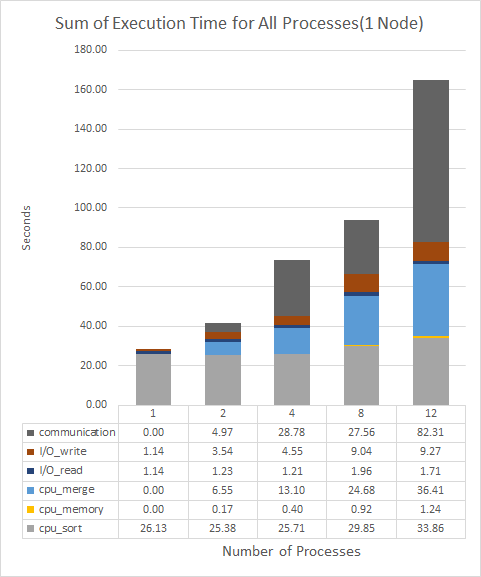 Sum of Execution Time for All Processes(1 Node)
180.00
160.00
140.00
120.00
100.00
80.00
60.00
40.00
20.00
0.00
Seconds
1 2 4 8 12
communication 0.00 4.97 28.78 27.56 82.31
I/O_write 1.14 3.54 4.55 9.04 9.27
I/O_read 1.14 1.23 1.21 1.96 1.71
cpu_merge 0.00 6.55 13.10 24.68 36.41
cpu_memory 0.00 0.17 0.40 0.92 1.24
cpu_sort 26.13 25.38 25.71 29.85 33.86
Number of Processes